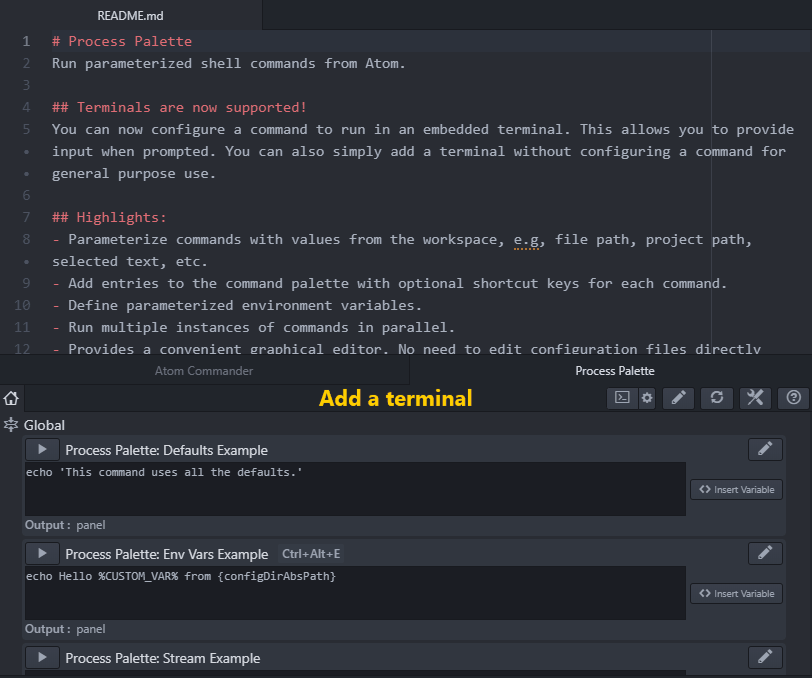 README.md
1 # Process Palette
2 Run parameterized shell commands from Atom.
3
4 ## Terminals are now supported!
5 You can now configure a command to run in an embedded terminal. This allows you to provide
• input when prompted. You can also simply add a terminal without configuring a command for
• general purpose use.
6
7 ## Highlights:
8 - Parameterize commands with values from the workspace, e.g, file path, project path,
• selected text, etc.
9 - Add entries to the command palette with optional shortcut keys for each command.
10 - Define parameterized environment variables.
11 - Run multiple instances of commands in parallel.
12 - Provides a convenient graphical editor. No need to edit configuration files directly
Atom Commander Process Palette
Add a terminal
Global
Process Palette: Defaults Example
echo 'This command uses all the defaults.'
Insert Variable
Output : panel
Process Palette: Env Vars Example Ctrl+Alt+E
echo Hello %CUSTOM_VAR% from {configDirAbsPath}
Insert Variable
Output : panel
Process Palette: Stream Example